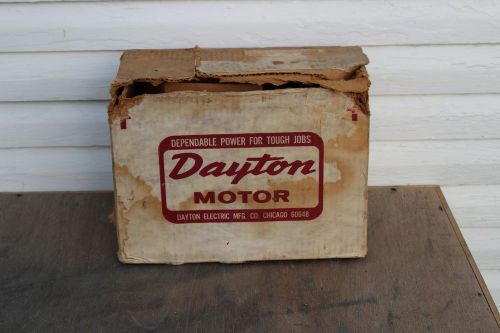 DEPENDABLE POWER FOR TOUGH JOBS
Dayton
MOTOR
DAYTON ELECTRIC MFG. CO. CHICAGO 60648